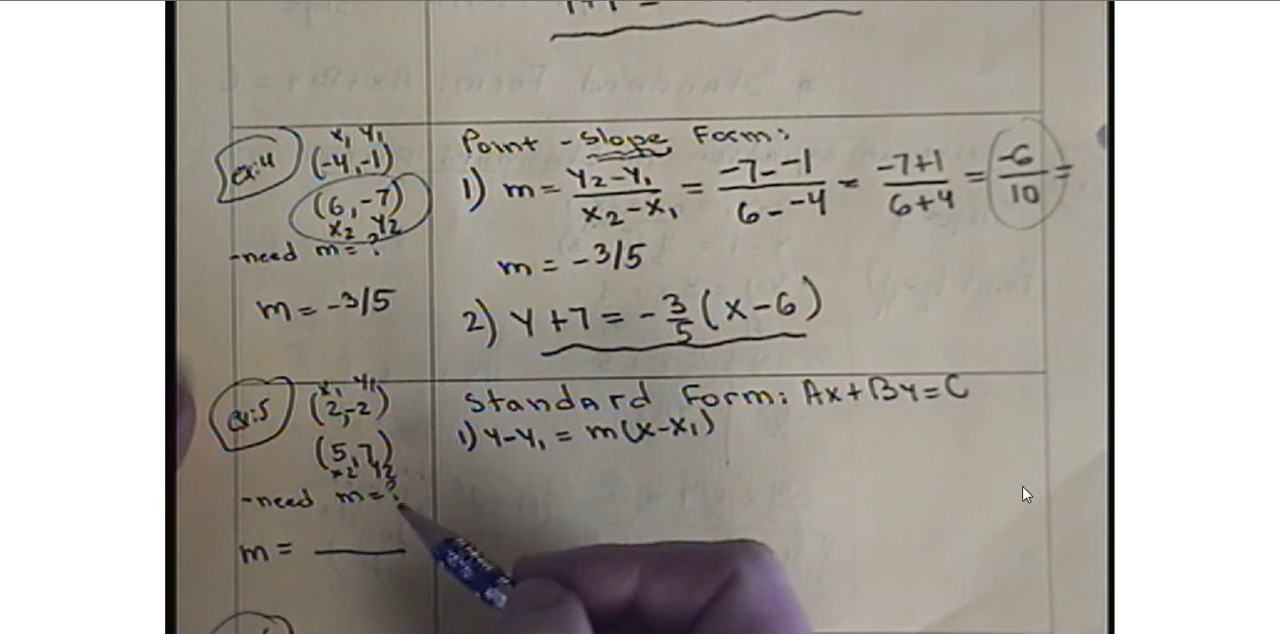 ex:4
x₁ y₁
(-4,-1)
(6,-7)
x₂ y₂
-need m=?
m = -3/5
Point - Slope Form:
1) m = Y₂-Y₁/X₂-X₁ = -7--1/6--4 = -7+1/6+4 = -6/10 =
m = -3/5
2) Y+7 = -3/5(X-6)
ex:5
x₁ y₁
(2,-2)
(5,7)
x₂ y₂
-need m=?
m = ___
Standard Form: Ax+By=C
1) Y-Y₁ = m(X-X₁)